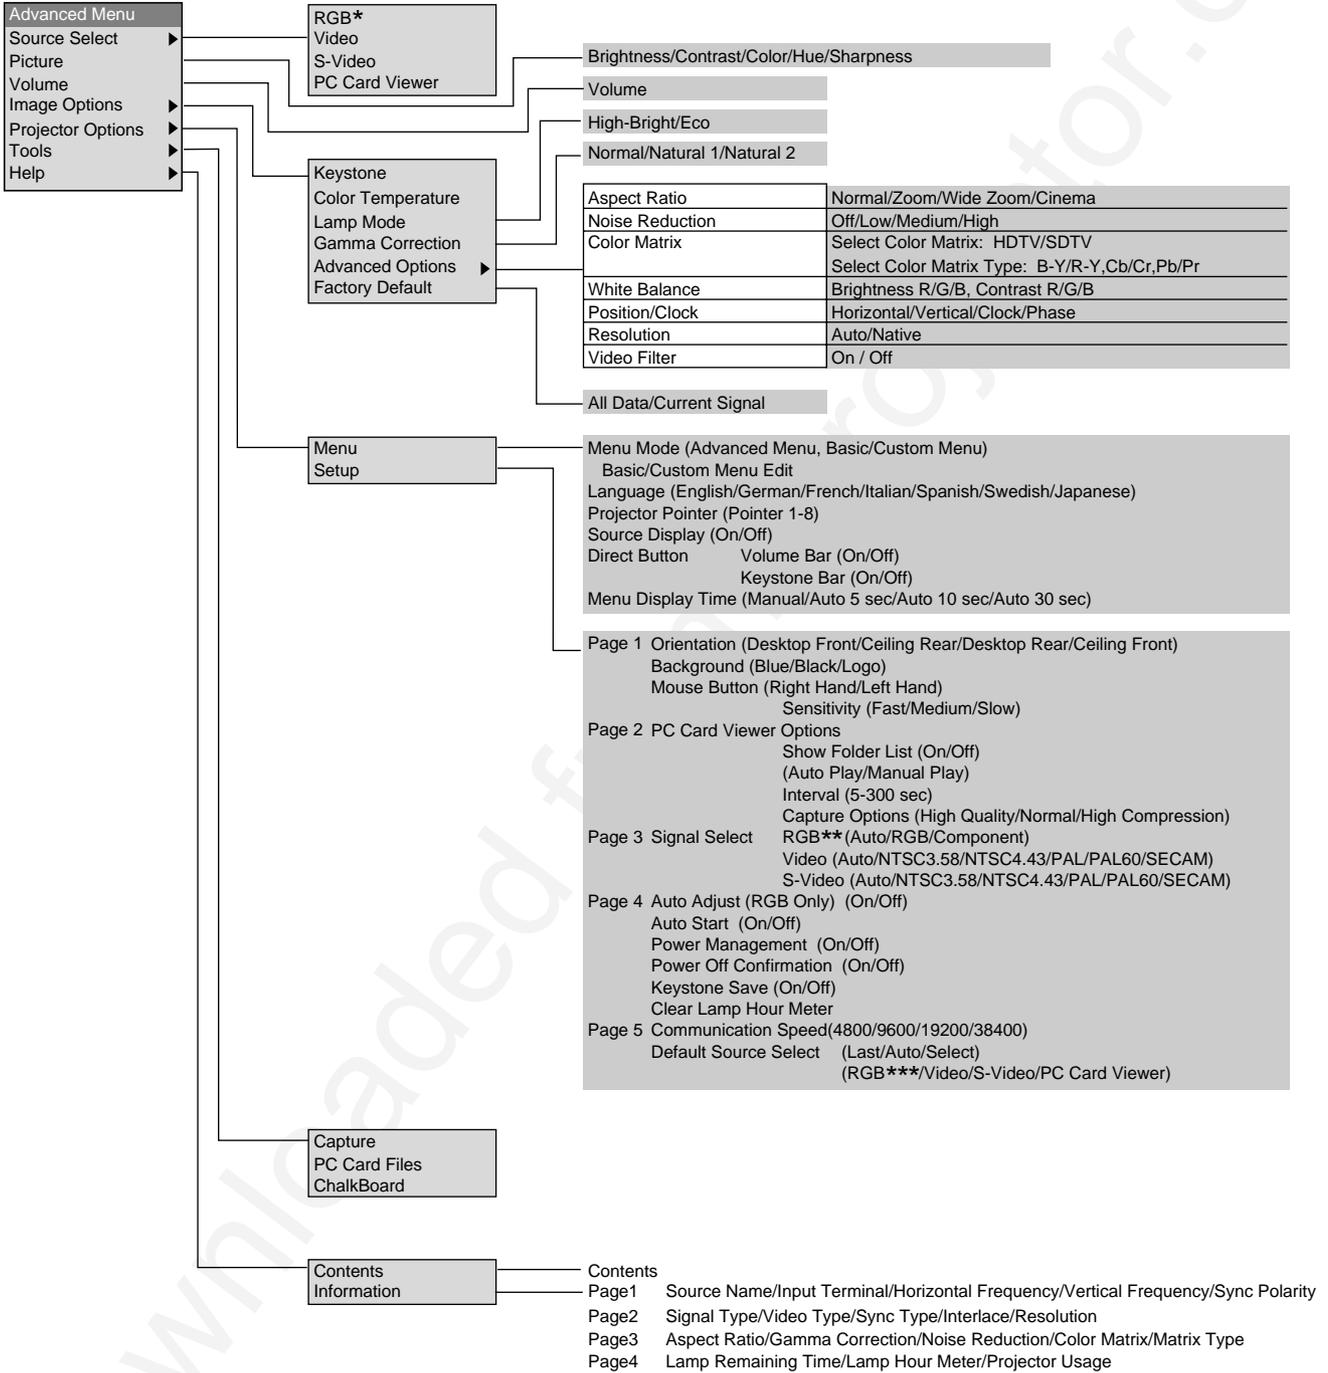 Advanced Menu
Source Select
Picture
Volume
Image Options
Projector Options
Tools
Help
RGB*
Video
S-Video
PC Card Viewer
Brightness/Contrast/Color/Hue/Sharpness
Volume
High-Bright/Eco
Normal/Natural 1/Natural 2
Keystone
Color Temperature
Lamp Mode
Gamma Correction
Advanced Options
Factory Default
Aspect Ratio Normal/Zoom/Wide Zoom/Cinema
Noise Reduction Off/Low/Medium/High
Color Matrix Select Color Matrix: HDTV/SDTV
Select Color Matrix Type: B-Y/R-Y,Cb/Cr,Pb/Pr
White Balance Brightness R/G/B, Contrast R/G/B
Position/Clock Horizontal/Vertical/Clock/Phase
Resolution Auto/Native
Video Filter On / Off
All Data/Current Signal
Menu
Setup
Menu Mode (Advanced Menu, Basic/Custom Menu)
Basic/Custom Menu Edit
Language (English/German/French/Italian/Spanish/Swedish/Japanese)
Projector Pointer (Pointer 1-8)
Source Display (On/Off)
Direct Button Volume Bar (On/Off)
Keystone Bar (On/Off)
Menu Display Time (Manual/Auto 5 sec/Auto 10 sec/Auto 30 sec)
Page 1 Orientation (Desktop Front/Ceiling Rear/Desktop Rear/Ceiling Front)
Background (Blue/Black/Logo)
Mouse Button (Right Hand/Left Hand)
Sensitivity (Fast/Medium/Slow)
Page 2 PC Card Viewer Options
Show Folder List (On/Off)
(Auto Play/Manual Play)
Interval (5-300 sec)
Capture Options (High Quality/Normal/High Compression)
Page 3 Signal Select RGB**(Auto/RGB/Component)
Video (Auto/NTSC3.58/NTSC4.43/PAL/PAL60/SECAM)
S-Video (Auto/NTSC3.58/NTSC4.43/PAL/PAL60/SECAM)
Page 4 Auto Adjust (RGB Only) (On/Off)
Auto Start (On/Off)
Power Management (On/Off)
Power Off Confirmation (On/Off)
Keystone Save (On/Off)
Clear Lamp Hour Meter
Page 5 Communication Speed(4800/9600/19200/38400)
Default Source Select (Last/Auto/Select)
(RGB***/Video/S-Video/PC Card Viewer)
Capture
PC Card Files
ChalkBoard
Contents
Information
Contents
Page1 Source Name/Input Terminal/Horizontal Frequency/Vertical Frequency/Sync Polarity
Page2 Signal Type/Video Type/Sync Type/Interlace/Resolution
Page3 Aspect Ratio/Gamma Correction/Noise Reduction/Color Matrix/Matrix Type
Page4 Lamp Remaining Time/Lamp Hour Meter/Projector Usage